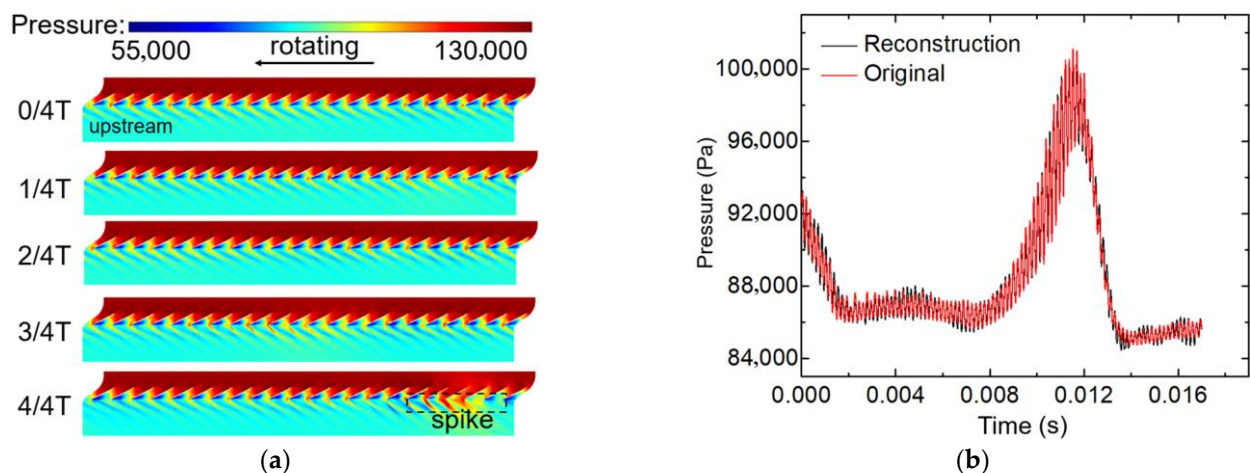 Pressure:
55,000 rotating 130,000
0/4T
upstream
1/4T
2/4T
3/4T
4/4T
spike
(a)
Pressure (Pa)
100,000
96,000
92,000
88,000
84,000
Reconstruction
Original
0.000 0.004 0.008 0.012 0.016
Time (s)
(b)